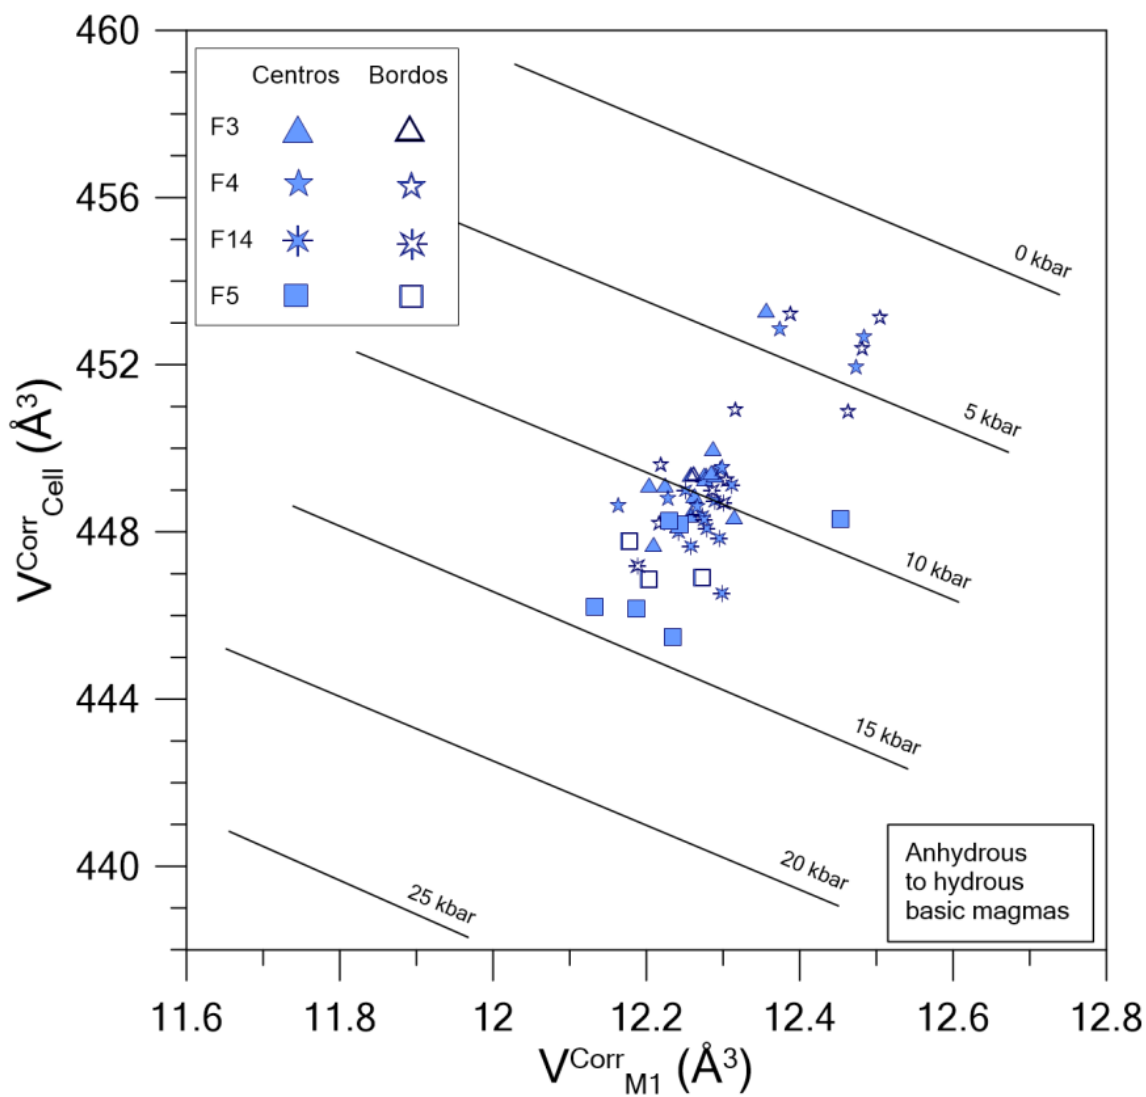 460
456
452
448
444
440
V^Corr_Cell (Å³)
Centros Bordos
F3
F4
F14
F5
0 kbar
5 kbar
10 kbar
15 kbar
20 kbar
25 kbar
Anhydrous
to hydrous
basic magmas
11.6 11.8 12 12.2 12.4 12.6 12.8
V^Corr_M1 (Å³)